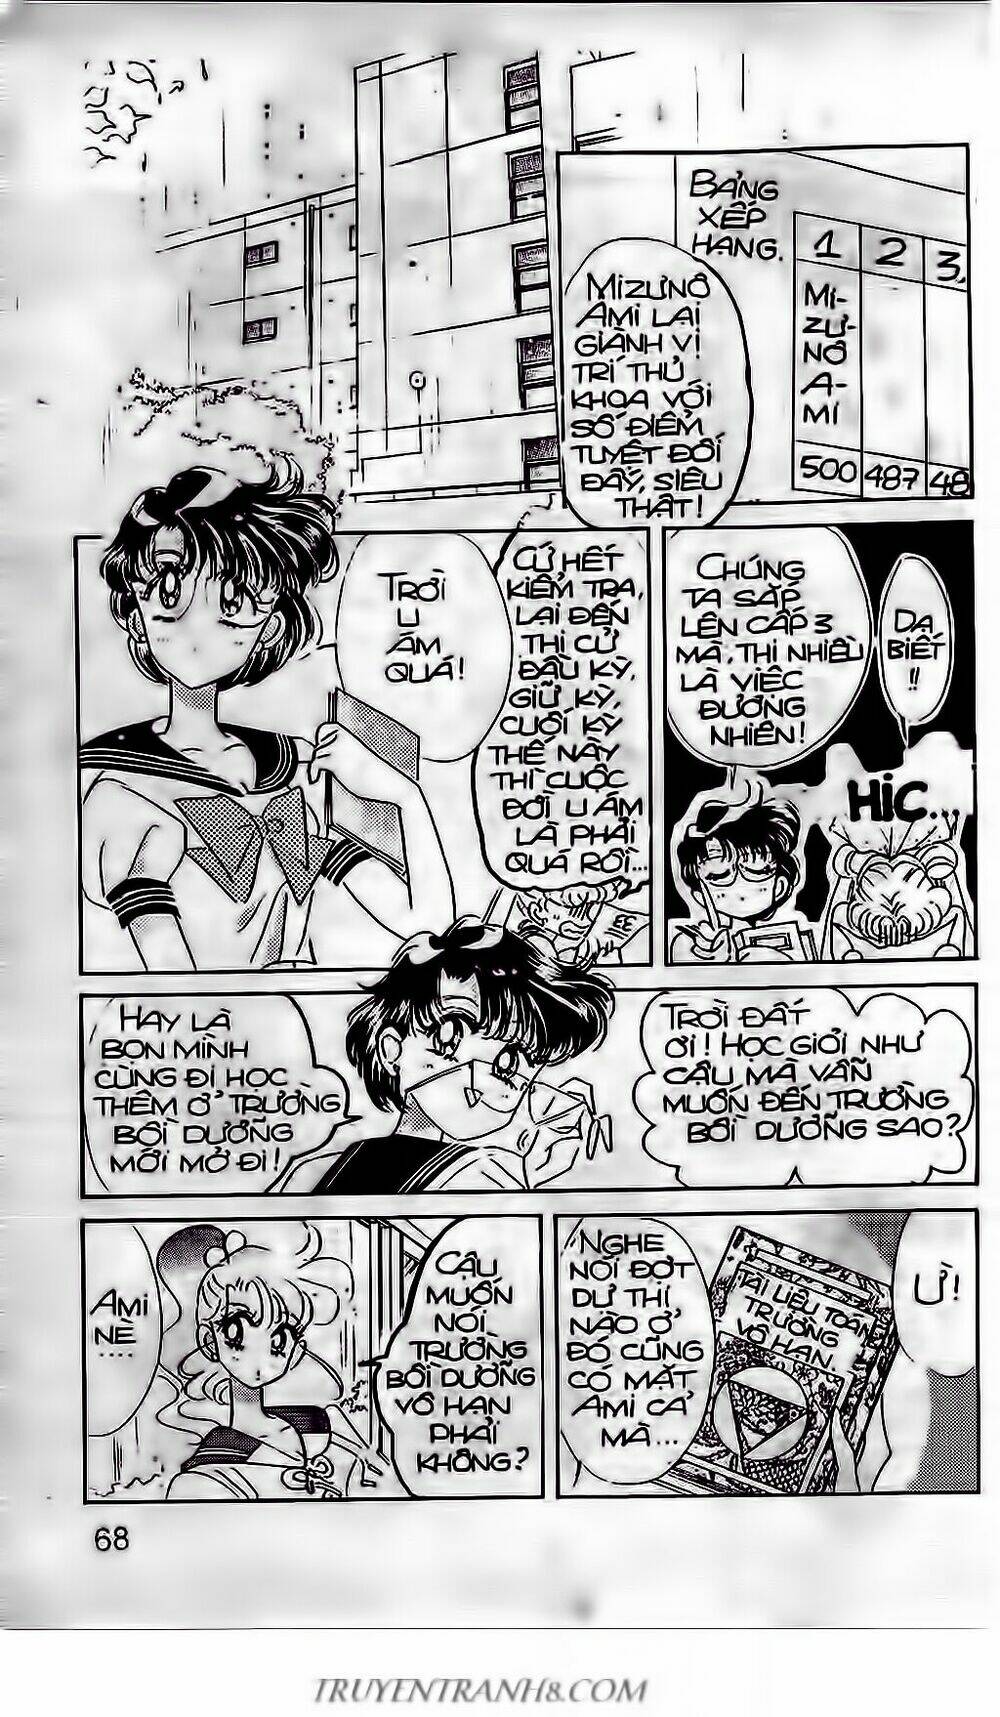 BẢNG
XẾP
HẠNG.
1 2 3,
MI-
ZƯ-
NÔ
A-
MI
500 487 48
MIZƯNÔ
AMI LẠI
GIÀNH VỊ
TRÍ THỦ
KHOA VỚI
SỐ ĐIỂM
TUYỆT ĐỐI
ĐẤY, SIÊU
THẬT!
TRỜI
U
ÁM
QUÁ!
CỨ HẾT
KIỂM TRA,
LẠI ĐẾN
THI CỬ
ĐẦU KỲ,
GIỮ KỲ,
CUỐI KỲ
THẾ NÀY
THÌ CUỘC
ĐỜI U ÁM
LÀ PHẢI
QUÁ RỒI...
33
CHÚNG
TA SẮP
LÊN CẤP 3
MÀ, THI NHIỀU
LÀ VIỆC
ĐƯƠNG
NHIÊN!
DẠ
BIẾT
!!
HIC...
HAY LÀ
BỌN MÌNH
CÙNG ĐI HỌC
THÊM Ở TRƯỜNG
BỒI DƯỠNG
MỚI MỞ ĐI!
TRỜI ĐẤT
ƠI! HỌC GIỎI NHƯ
CẬU MÀ VẪN
MUỐN ĐẾN TRƯỜNG
BỒI DƯỠNG SAO?
AMI
NÈ
....
CẬU
MUỐN
NÓI
TRƯỜNG
BỒI DƯỠNG
VÔ HẠN
PHẢI
KHÔNG?
NGHE
NÓI ĐỢT
DỰ THI
NÀO Ở
ĐÓ CŨNG
CÓ MẶT
AMI CẢ
MÀ...
TÀI LIỆU TOÁN
TRƯỜNG
VÔ HẠN.
Ừ!
68
TRUYENTRANH8.COM